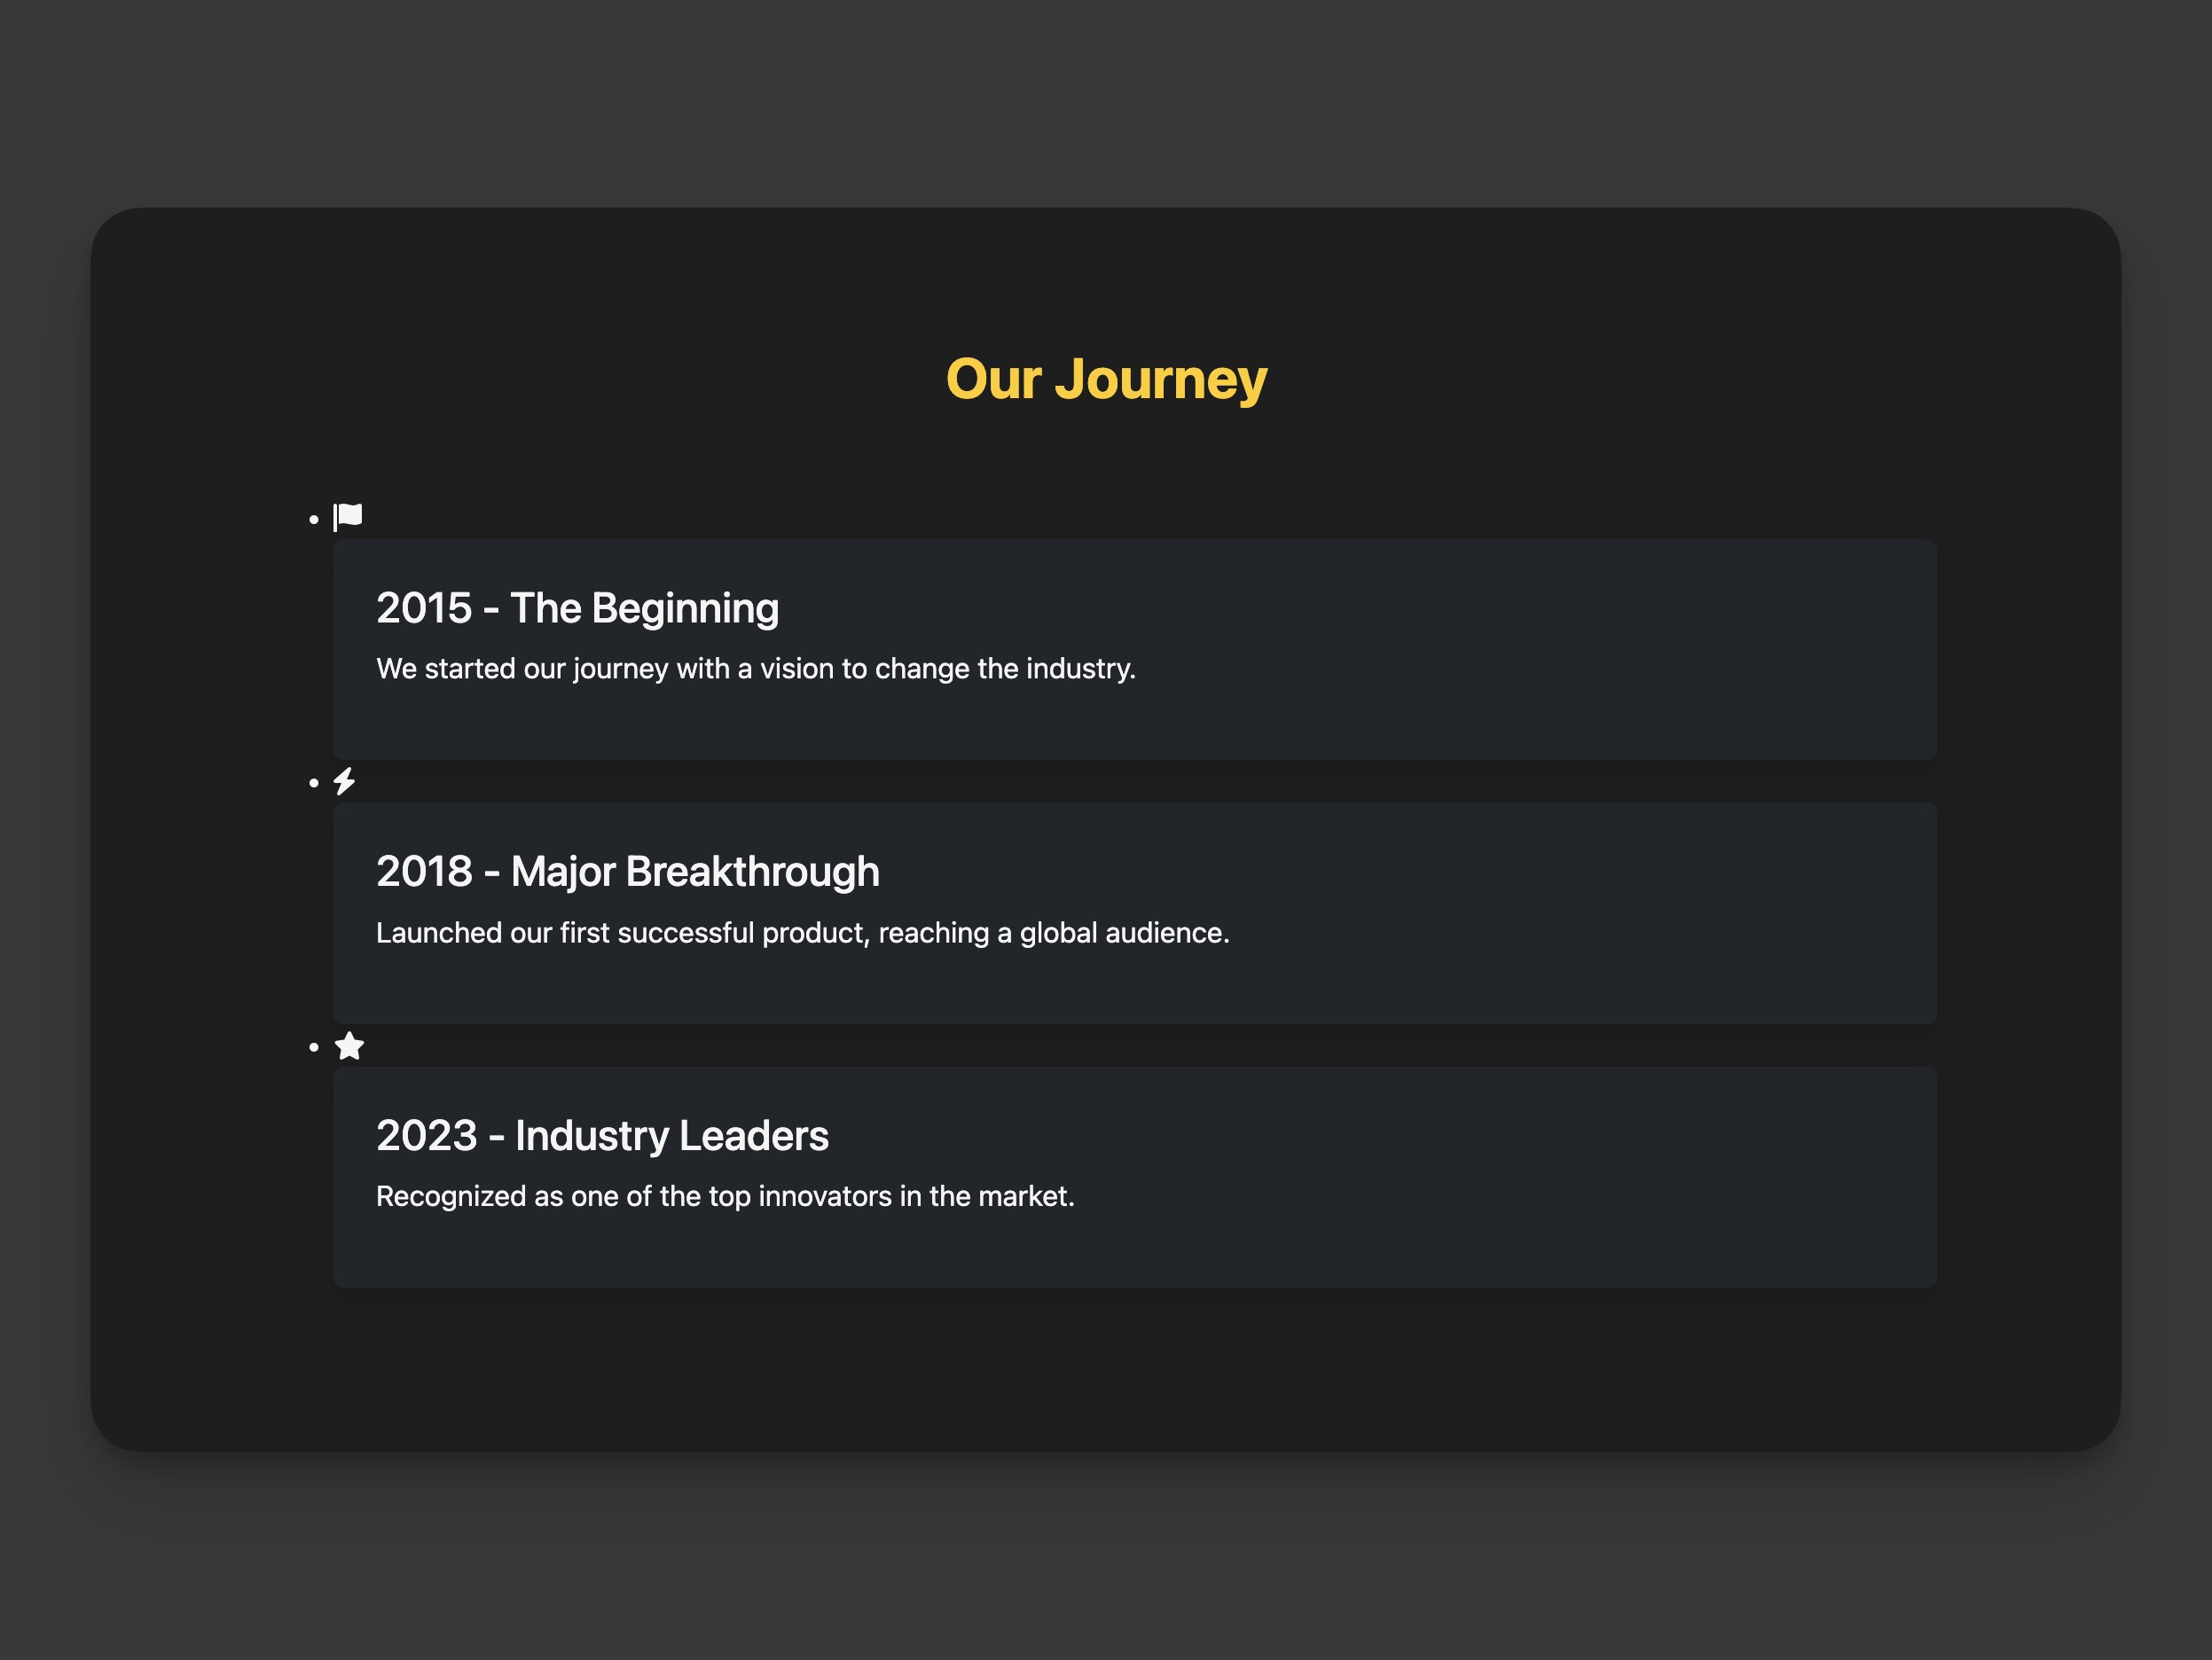 Our Journey
2015 - The Beginning
We started our journey with a vision to change the industry.
2018 - Major Breakthrough
Launched our first successful product, reaching a global audience.
2023 - Industry Leaders
Recognized as one of the top innovators in the market.